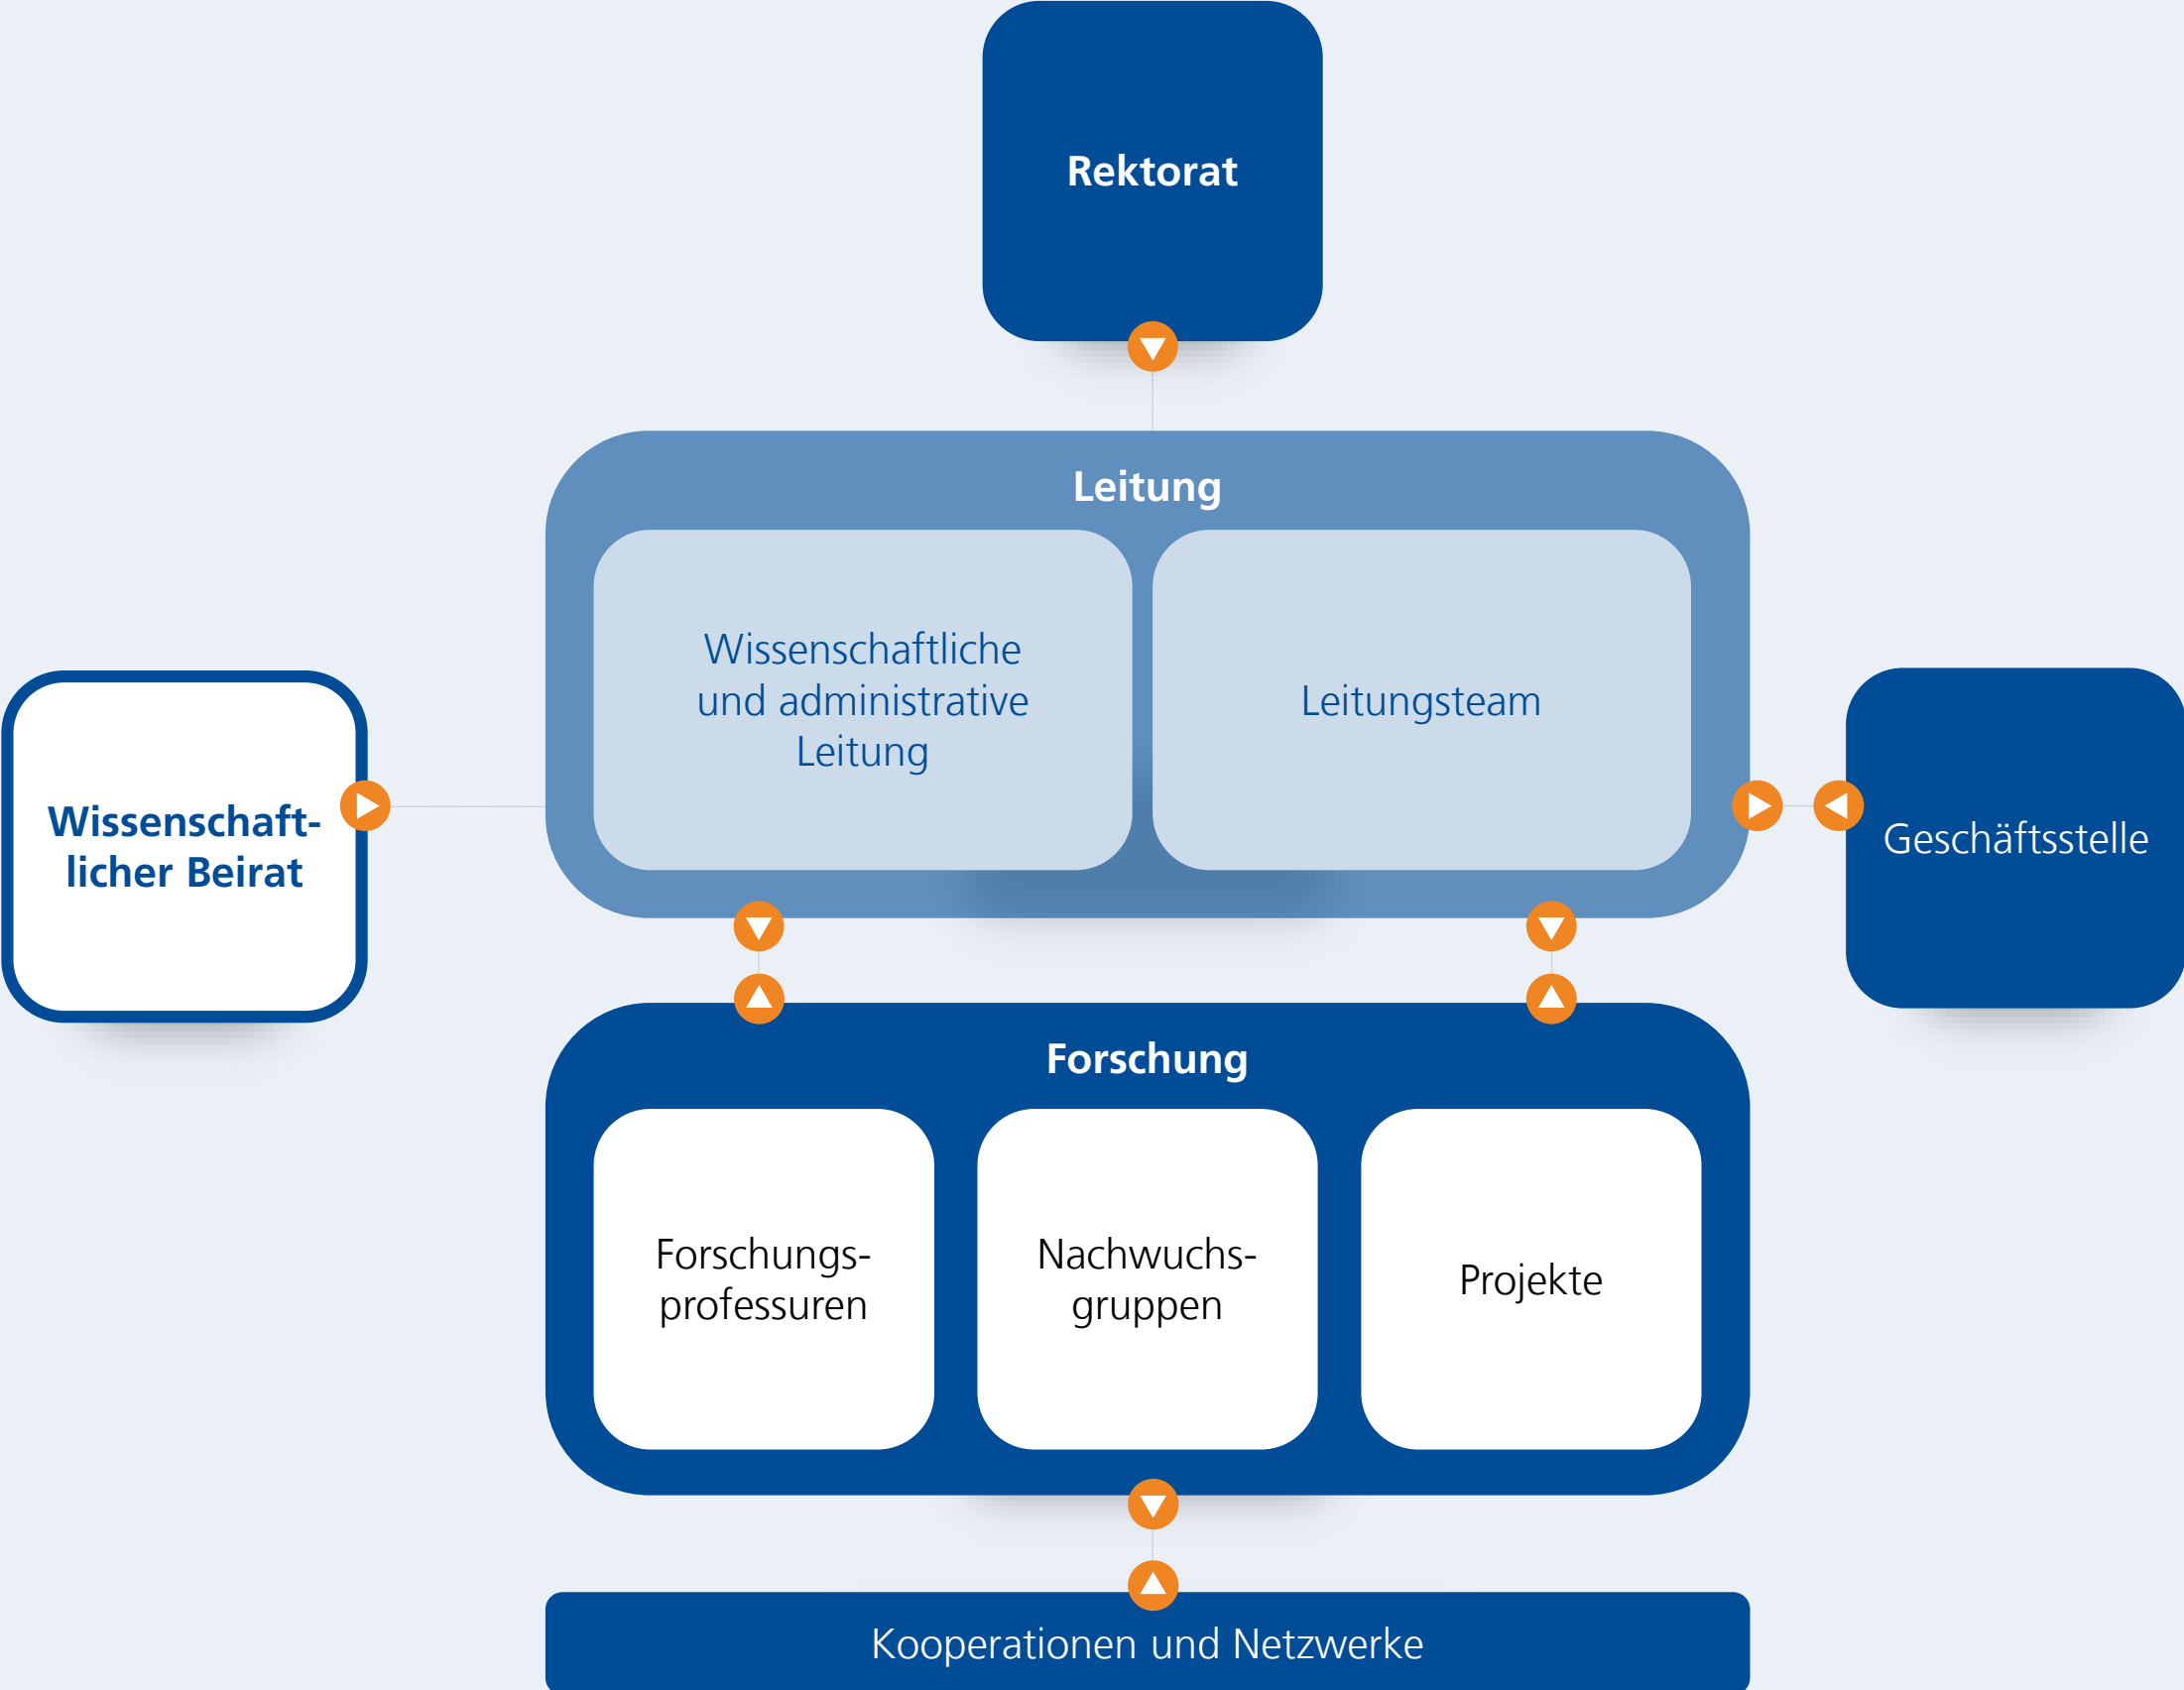 Rektorat
Leitung
Wissenschaftliche
und administrative
Leitung
Leitungsteam
Wissenschaft-
licher Beirat
Geschäftsstelle
Forschung
Forschungs-
professuren
Nachwuchs-
gruppen
Projekte
Kooperationen und Netzwerke